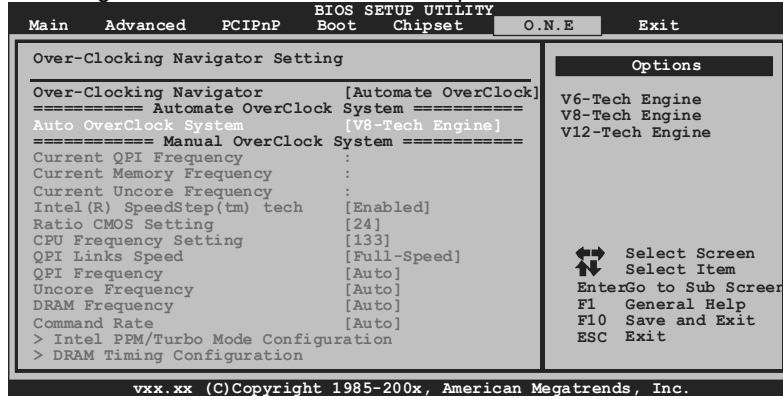 BIOS SETUP UTILITY
Main Advanced PCIPnP Boot Chipset O.N.E Exit
Over-Clocking Navigator Setting
Over-Clocking Navigator [Automate OverClock]
=========== Automate OverClock System ===========
Auto OverClock System [V8-Tech Engine]
============ Manual OverClock System ============
Current QPI Frequency :
Current Memory Frequency :
Current Uncore Frequency :
Intel(R) SpeedStep(tm) tech [Enabled]
Ratio CMOS Setting [24]
CPU Frequency Setting [133]
QPI Links Speed [Full-Speed]
QPI Frequency [Auto]
Uncore Frequency [Auto]
DRAM Frequency [Auto]
Command Rate [Auto]
> Intel PPM/Turbo Mode Configuration
> DRAM Timing Configuration
Options
V6-Tech Engine
V8-Tech Engine
V12-Tech Engine
Select Screen
Select Item
EnterGo to Sub Screen
F1 General Help
F10 Save and Exit
ESC Exit
vxx.xx (C)Copyright 1985-200x, American Megatrends, Inc.